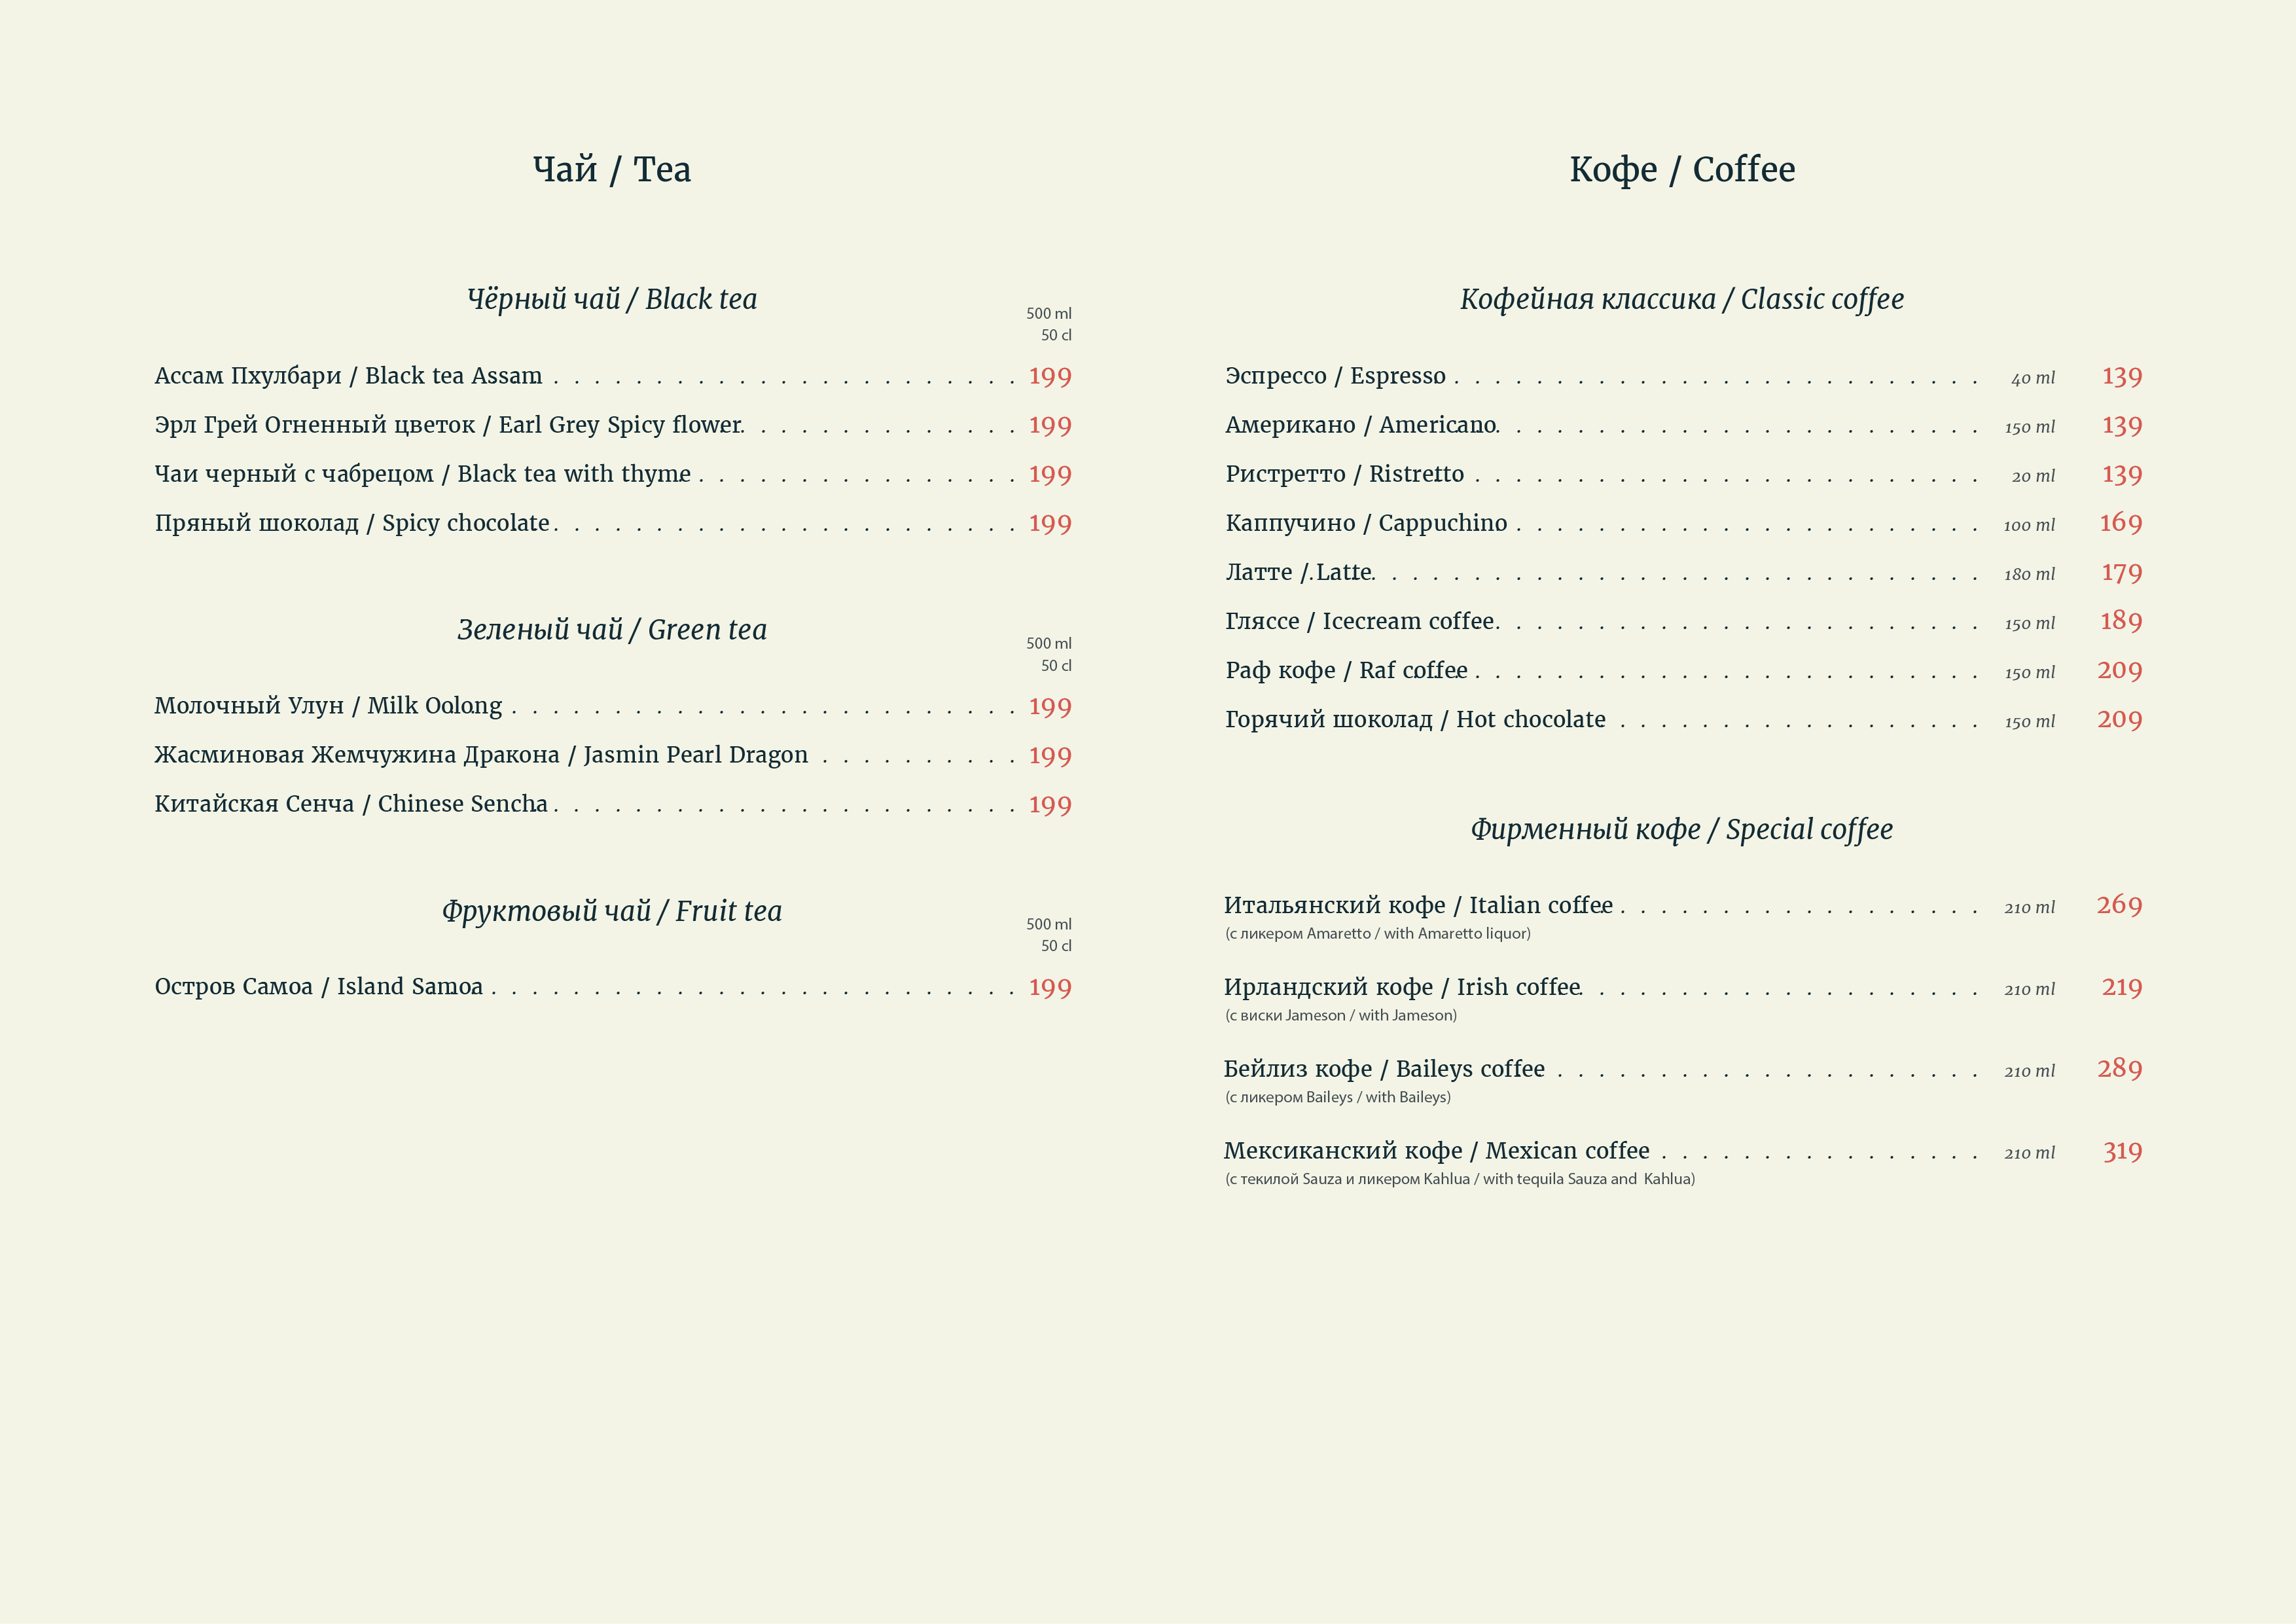 Чай / Tea
Чёрный чай / Black tea
500 ml
50 cl
Ассам Пхулбари / Black tea Assam 199
Эрл Грей Огненный цветок / Earl Grey Spicy flower 199
Чаи черный с чабрецом / Black tea with thyme 199
Пряный шоколад / Spicy chocolate 199
Зеленый чай / Green tea
500 ml
50 cl
Молочный Улун / Milk Oolong 199
Жасминовая Жемчужина Дракона / Jasmin Pearl Dragon 199
Китайская Сенча / Chinese Sencha 199
Фруктовый чай / Fruit tea
500 ml
50 cl
Остров Самоа / Island Samoa 199
Кофе / Coffee
Кофейная классика / Classic coffee
Эспрессо / Espresso 40 ml 139
Американо / Americano 150 ml 139
Ристретто / Ristretto 20 ml 139
Каппучино / Cappuchino 100 ml 169
Латте / Latte 180 ml 179
Гляссе / Icecream coffee 150 ml 189
Раф кофе / Raf coffee 150 ml 209
Горячий шоколад / Hot chocolate 150 ml 209
Фирменный кофе / Special coffee
Итальянский кофе / Italian coffee 210 ml 269
(с ликером Amaretto / with Amaretto liquor)
Ирландский кофе / Irish coffee 210 ml 219
(с виски Jameson / with Jameson)
Бейлиз кофе / Baileys coffee 210 ml 289
(с ликером Baileys / with Baileys)
Мексиканский кофе / Mexican coffee 210 ml 319
(с текилой Sauza и ликером Kahlua / with tequila Sauza and Kahlua)